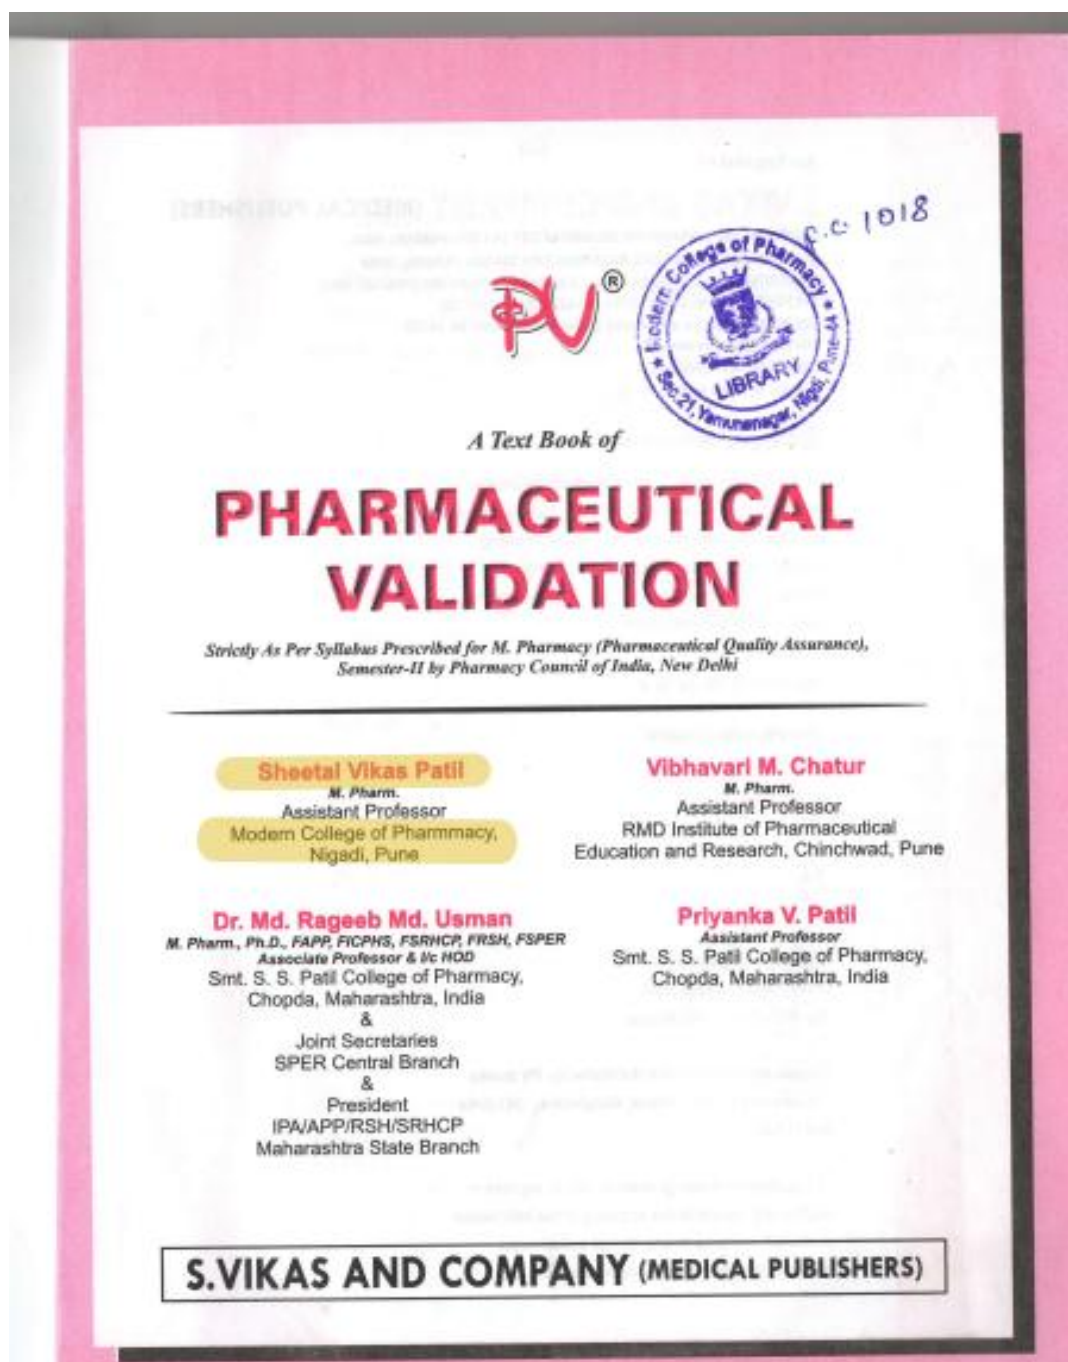 C.C. 1018
PV®
★ Modern College of Pharmacy ★
Sec.21, Yamunanagar, Nigdi, Pune-44
LIBRARY
A Text Book of
PHARMACEUTICAL
VALIDATION
Strictly As Per Syllabus Prescribed for M. Pharmacy (Pharmaceutical Quality Assurance),
Semester-II by Pharmacy Council of India, New Delhi
Sheetal Vikas Patil
M. Pharm.
Assistant Professor
Modern College of Pharmmacy,
Nigadi, Pune
Vibhavari M. Chatur
M. Pharm.
Assistant Professor
RMD Institute of Pharmaceutical
Education and Research, Chinchwad, Pune
Dr. Md. Rageeb Md. Usman
M. Pharm., Ph.D., FAPP, FICPHS, FSRHCP, FRSH, FSPER
Associate Professor & I/c HOD
Smt. S. S. Patil College of Pharmacy,
Chopda, Maharashtra, India
&
Joint Secretaries
SPER Central Branch
&
President
IPA/APP/RSH/SRHCP
Maharashtra State Branch
Priyanka V. Patil
Assistant Professor
Smt. S. S. Patil College of Pharmacy,
Chopda, Maharashtra, India
S.VIKAS AND COMPANY (MEDICAL PUBLISHERS)